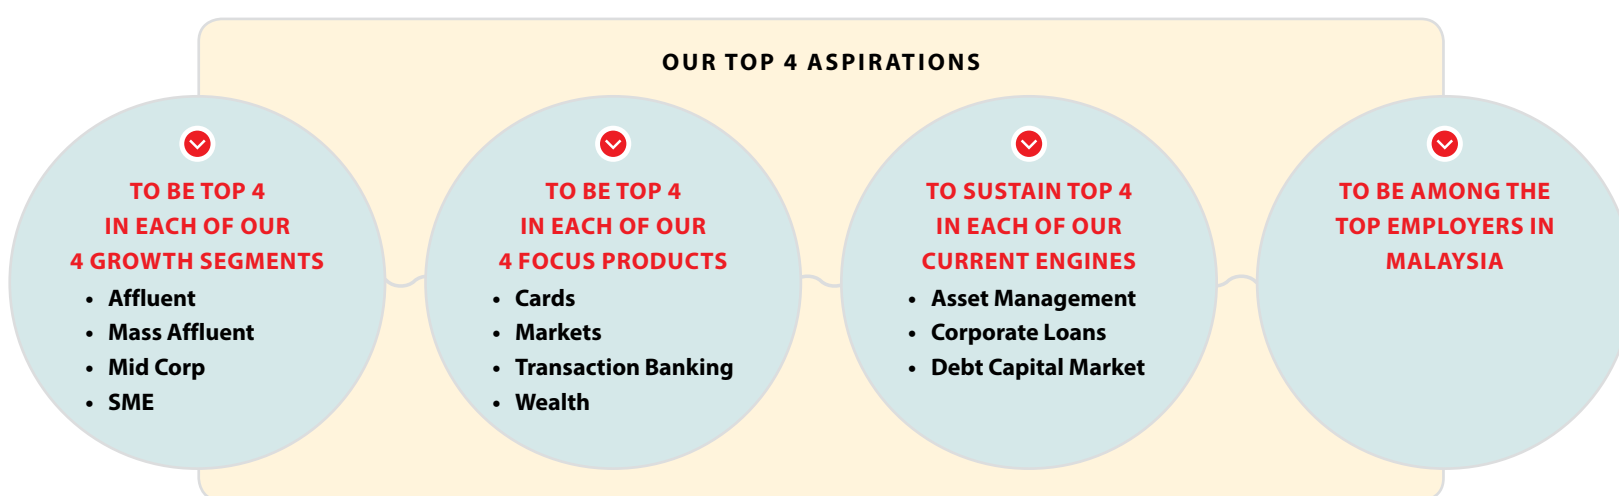 OUR TOP 4 ASPIRATIONS
TO BE TOP 4
IN EACH OF OUR
4 GROWTH SEGMENTS
• Affluent
• Mass Affluent
• Mid Corp
• SME
TO BE TOP 4
IN EACH OF OUR
4 FOCUS PRODUCTS
• Cards
• Markets
• Transaction Banking
• Wealth
TO SUSTAIN TOP 4
IN EACH OF OUR
CURRENT ENGINES
• Asset Management
• Corporate Loans
• Debt Capital Market
TO BE AMONG THE
TOP EMPLOYERS IN
MALAYSIA